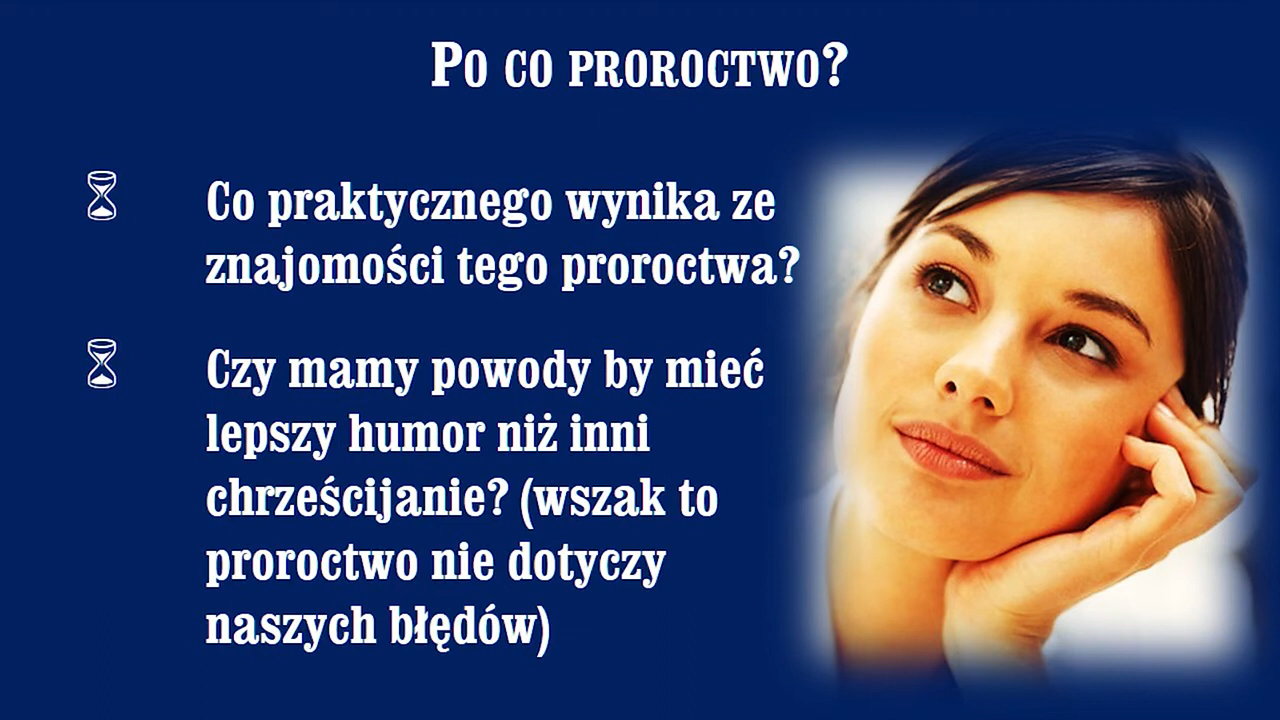 Po co proroctwo?
Co praktycznego wynika ze
znajomości tego proroctwa?
Czy mamy powody by mieć
lepszy humor niż inni
chrześcijanie? (wszak to
proroctwo nie dotyczy
naszych błędów)